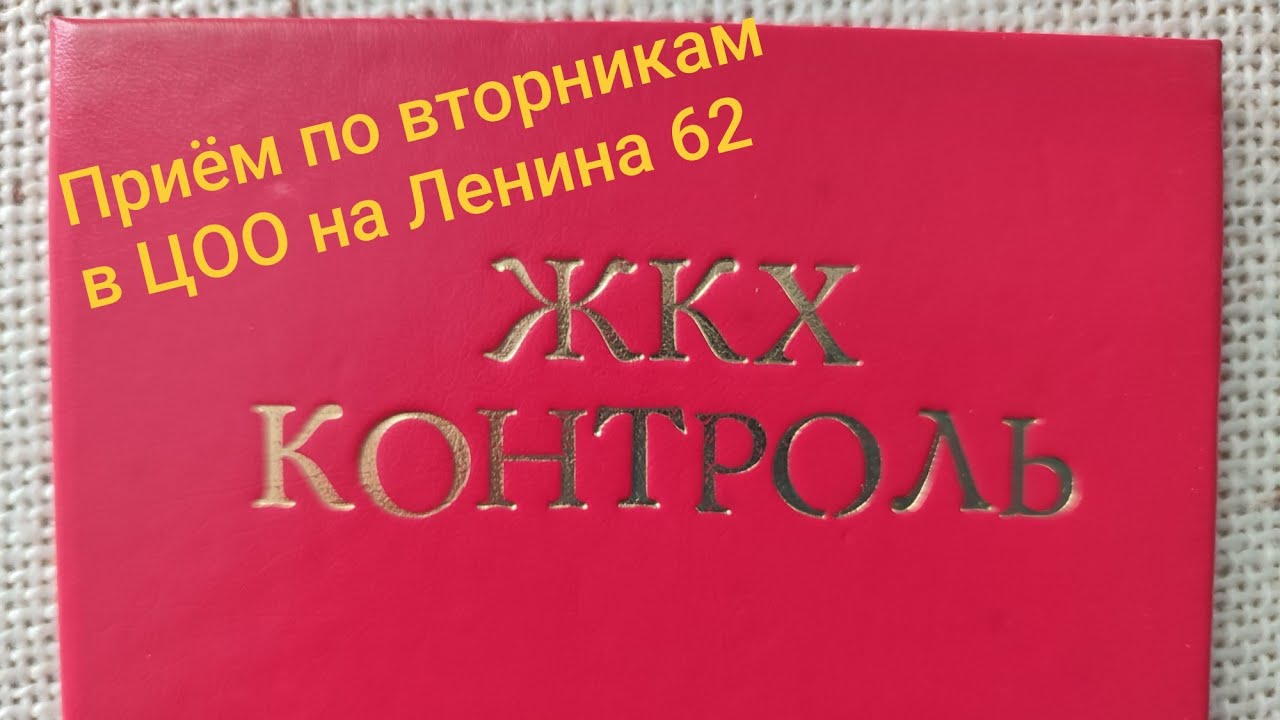 Приём по вторникам
в ЦОО на Ленина 62
ЖКХ
КОНТРОЛЬ